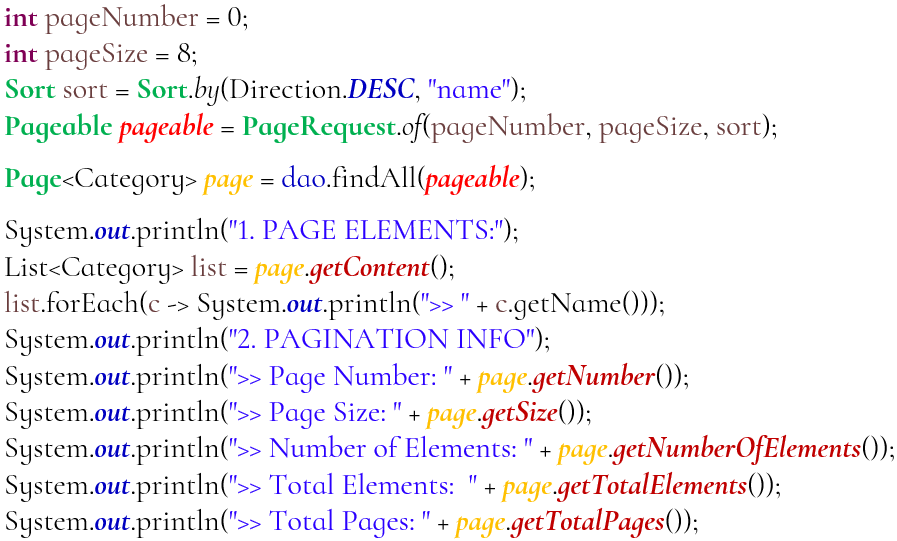 int pageNumber = 0;
int pageSize = 8;
Sort sort = Sort.by(Direction.DESC, "name");
Pageable pageable = PageRequest.of(pageNumber, pageSize, sort);
Page<Category> page = dao.findAll(pageable);
System.out.println("1. PAGE ELEMENTS:");
List<Category> list = page.getContent();
list.forEach(c -> System.out.println(">> " + c.getName()));
System.out.println("2. PAGINATION INFO");
System.out.println(">> Page Number: " + page.getNumber());
System.out.println(">> Page Size: " + page.getSize());
System.out.println(">> Number of Elements: " + page.getNumberOfElements());
System.out.println(">> Total Elements:  " + page.getTotalElements());
System.out.println(">> Total Pages: " + page.getTotalPages());